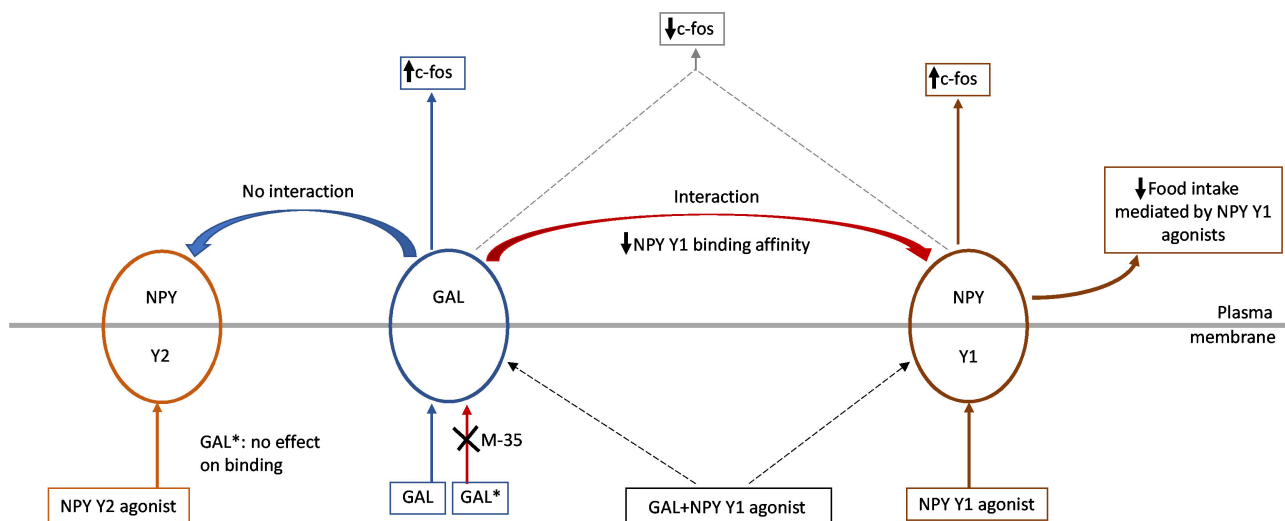 ↓c-fos
↑c-fos
↑c-fos
No interaction
Interaction
↓NPY Y1 binding affinity
↓Food intake
mediated by NPY Y1
agonists
NPY
Y2
GAL
NPY
Y1
Plasma
membrane
GAL*: no effect
on binding
M-35
NPY Y2 agonist
GAL
GAL*
GAL+NPY Y1 agonist
NPY Y1 agonist